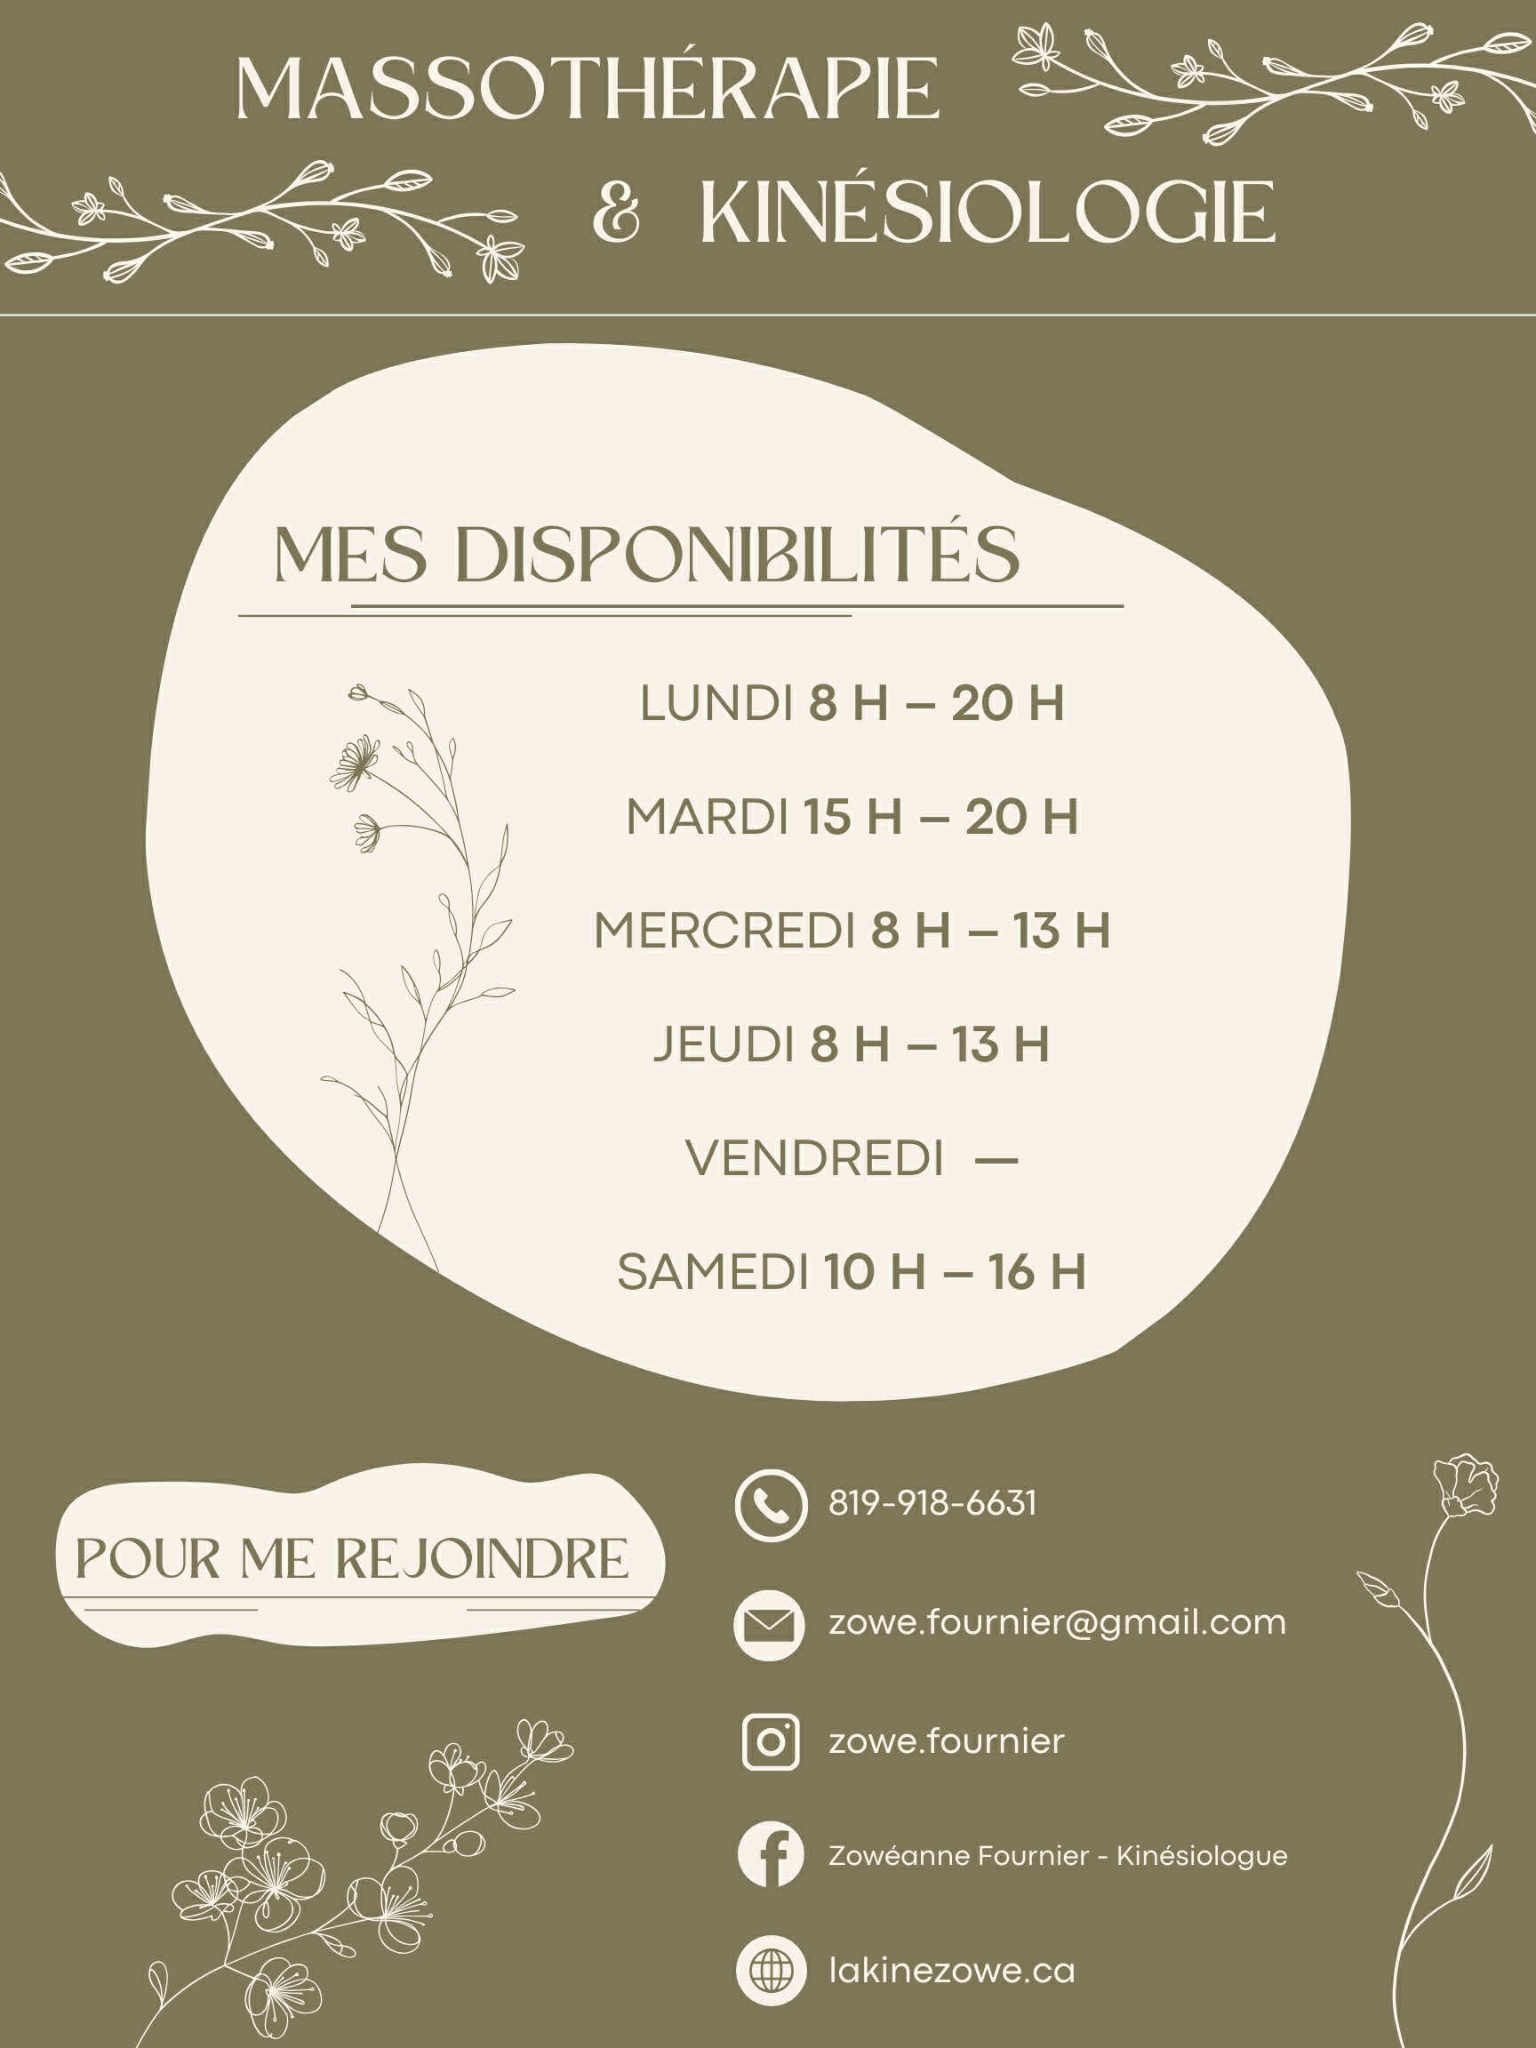 MASSOTHÉRAPIE
& KINÉSIOLOGIE
MES DISPONIBILITÉS
LUNDI 8 H – 20 H
MARDI 15 H – 20 H
MERCREDI 8 H – 13 H
JEUDI 8 H – 13 H
VENDREDI —
SAMEDI 10 H – 16 H
POUR ME REJOINDRE
819-918-6631
zowe.fournier@gmail.com
zowe.fournier
Zowéanne Fournier - Kinésiologue
lakinezowe.ca